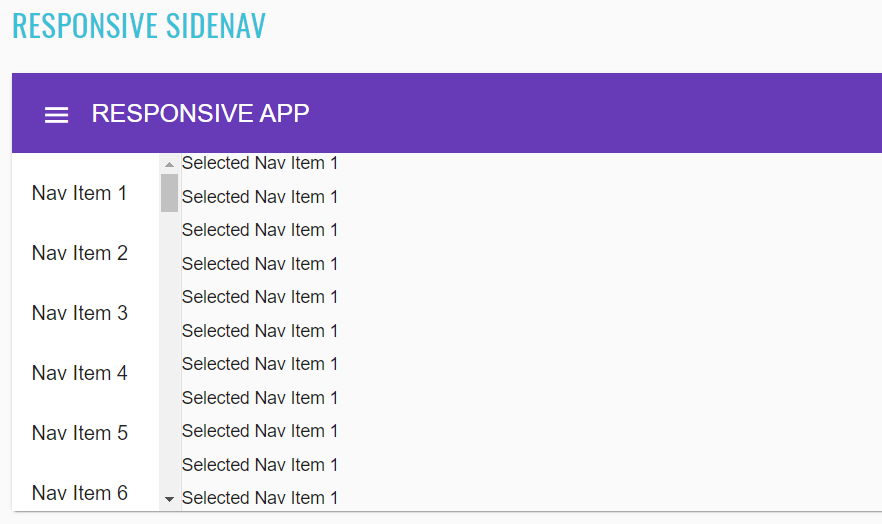 RESPONSIVE SIDENAV
RESPONSIVE APP
Nav Item 1
Nav Item 2
Nav Item 3
Nav Item 4
Nav Item 5
Nav Item 6
Selected Nav Item 1
Selected Nav Item 1
Selected Nav Item 1
Selected Nav Item 1
Selected Nav Item 1
Selected Nav Item 1
Selected Nav Item 1
Selected Nav Item 1
Selected Nav Item 1
Selected Nav Item 1
Selected Nav Item 1